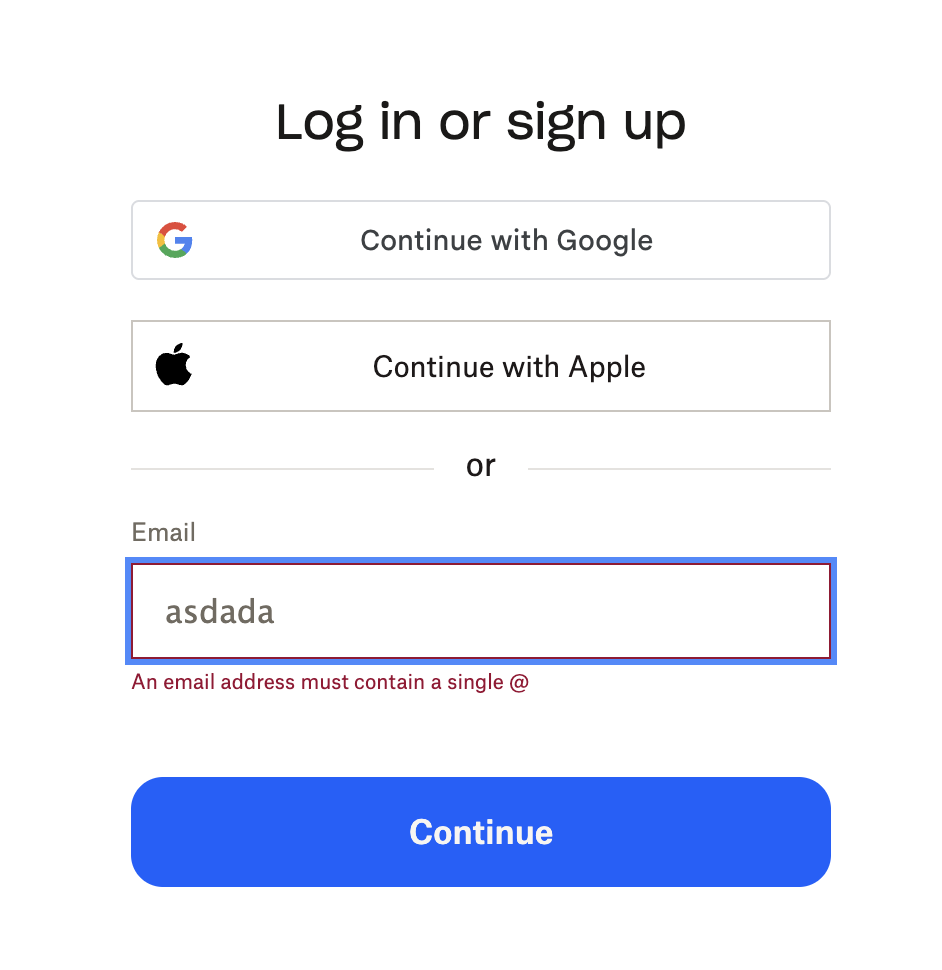 Log in or sign up
Continue with Google
Continue with Apple
or
Email
asdada
An email address must contain a single @
Continue